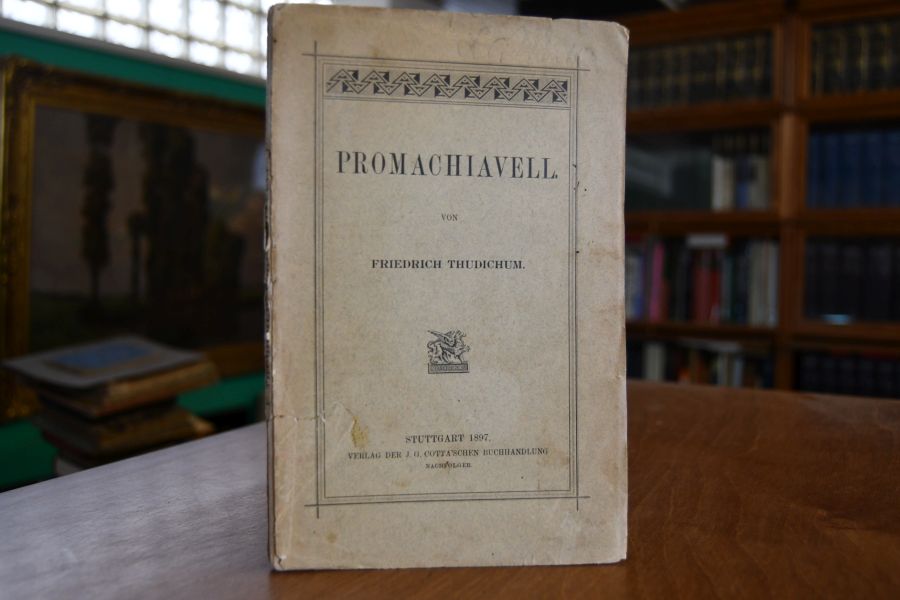 PROMACHIAVELL.
VON
FRIEDRICH THUDICHUM.
STUTTGART 1897.
VERLAG DER J. G. COTTA'SCHEN BUCHHANDLUNG
NACHFOLGER.